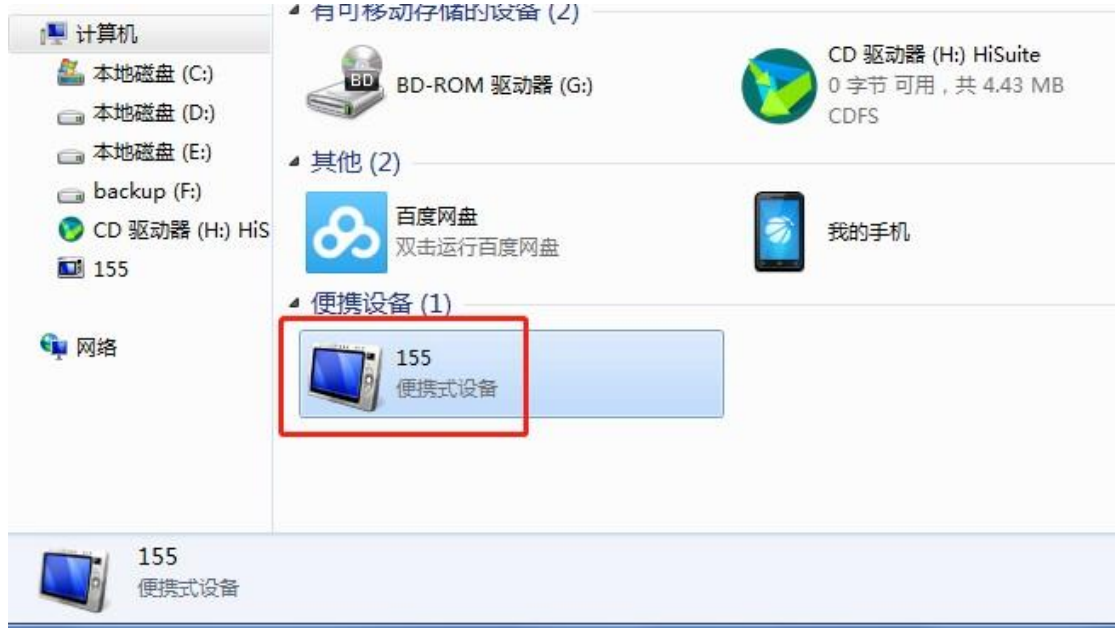 计算机
本地磁盘 (C:)
本地磁盘 (D:)
本地磁盘 (E:)
backup (F:)
CD 驱动器 (H:) HiS
155
网络
有可移动存储的设备 (2)
BD
BD-ROM 驱动器 (G:)
CD 驱动器 (H:) HiSuite
0 字节 可用，共 4.43 MB
CDFS
其他 (2)
百度网盘
双击运行百度网盘
我的手机
便携设备 (1)
155
便携式设备
155
便携式设备